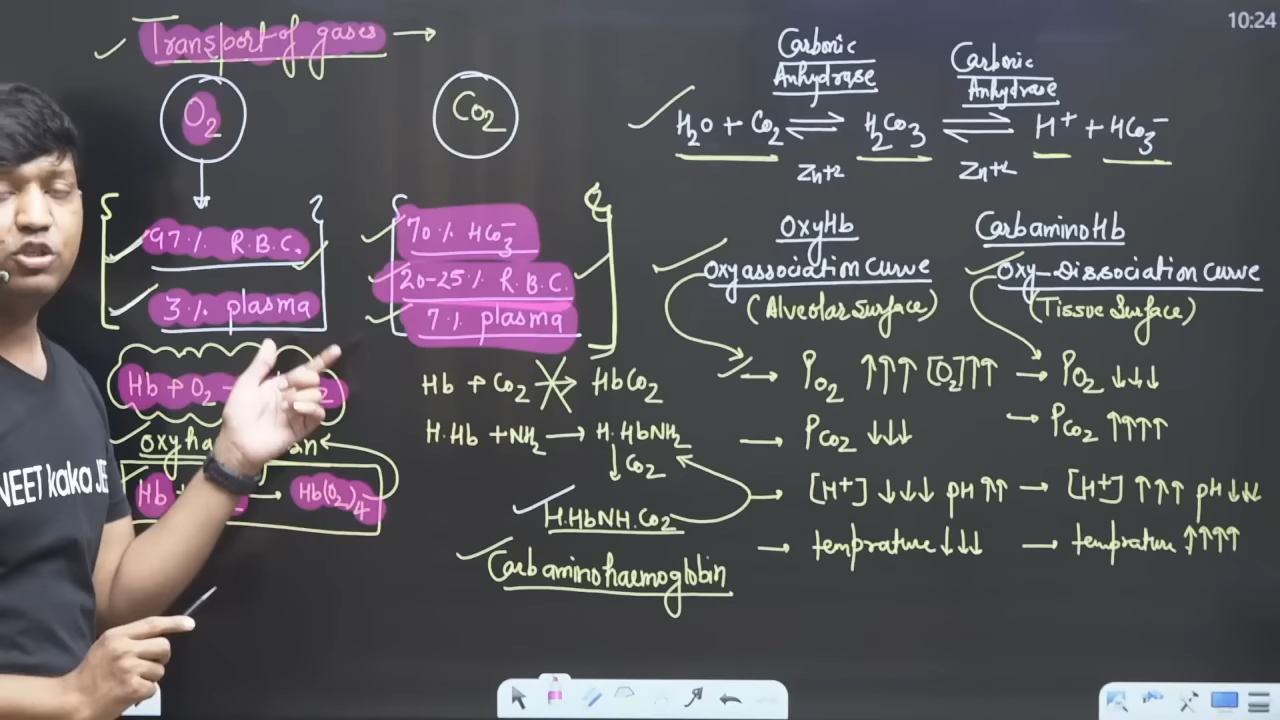 10:24
Transport of gases →
O2
CO2
97% R.B.C.
3% plasma
70% HCO3⁻
20-25% R.B.C.
7% plasma
Hb + O2
oxyha
Hb
→ Hb(O2)4
Hb + CO2 → HbCO2
H.Hb + NH2 → H.HbNH2
↓ CO2
H.HbNH.CO2
Carbaminohaemoglobin
Carbonic Anhydrase
Carbonic Anhydrase
H2O + CO2 ⇌ H2CO3 ⇌ H+ + HCO3⁻
Zn+2
Zn+2
OxyHb
Oxyassociation Curve
(Alveolar Surface)
→ PO2 ↑↑↑ [O2]↑↑
→ PCO2 ↓↓↓
→ [H+] ↓↓↓ pH ↑↑
→ temprature ↓↓↓
CarbaminoHb
Oxy-Dissociation Curve
(Tissue Surface)
→ PO2 ↓↓↓
→ PCO2 ↑↑↑↑
→ [H+] ↑↑↑ pH ↓↓↓
→ temprature ↑↑↑↑
NEET kaka JEE